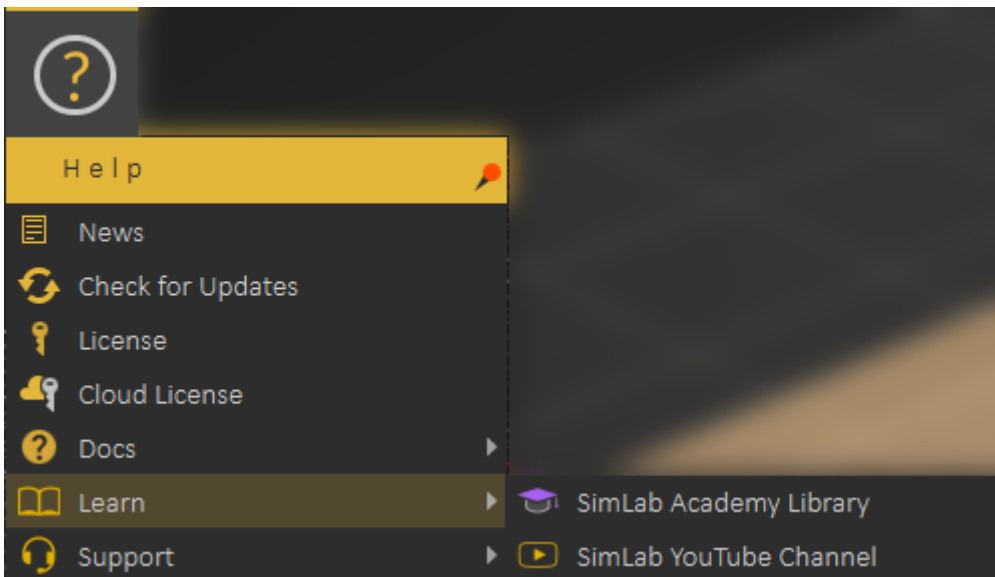 ?
Help
News
Check for Updates
License
Cloud License
? Docs
Learn
SimLab Academy Library
Support
SimLab YouTube Channel